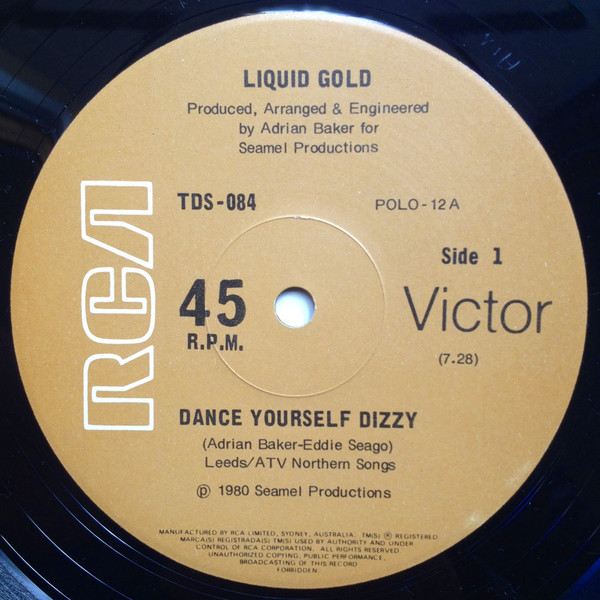 LIQUID GOLD
Produced, Arranged & Engineered
by Adrian Baker for
Seamel Productions
TDS-084
POLO-12A
Side 1
RCA
45
R.P.M.
Victor
(7.28)
DANCE YOURSELF DIZZY
(Adrian Baker-Eddie Seago)
Leeds/ATV Northern Songs
℗ 1980 Seamel Productions
MANUFACTURED BY RCA LIMITED, SYDNEY, AUSTRALIA. TM(S) ® REGISTERED
MARCA(S) REGISTRADA(S) TM(S) USED BY AUTHORITY AND UNDER
CONTROL OF RCA CORPORATION. ALL RIGHTS RESERVED.
UNAUTHORIZED COPYING, PUBLIC PERFORMANCE,
BROADCASTING OF THIS RECORD
FORBIDDEN.